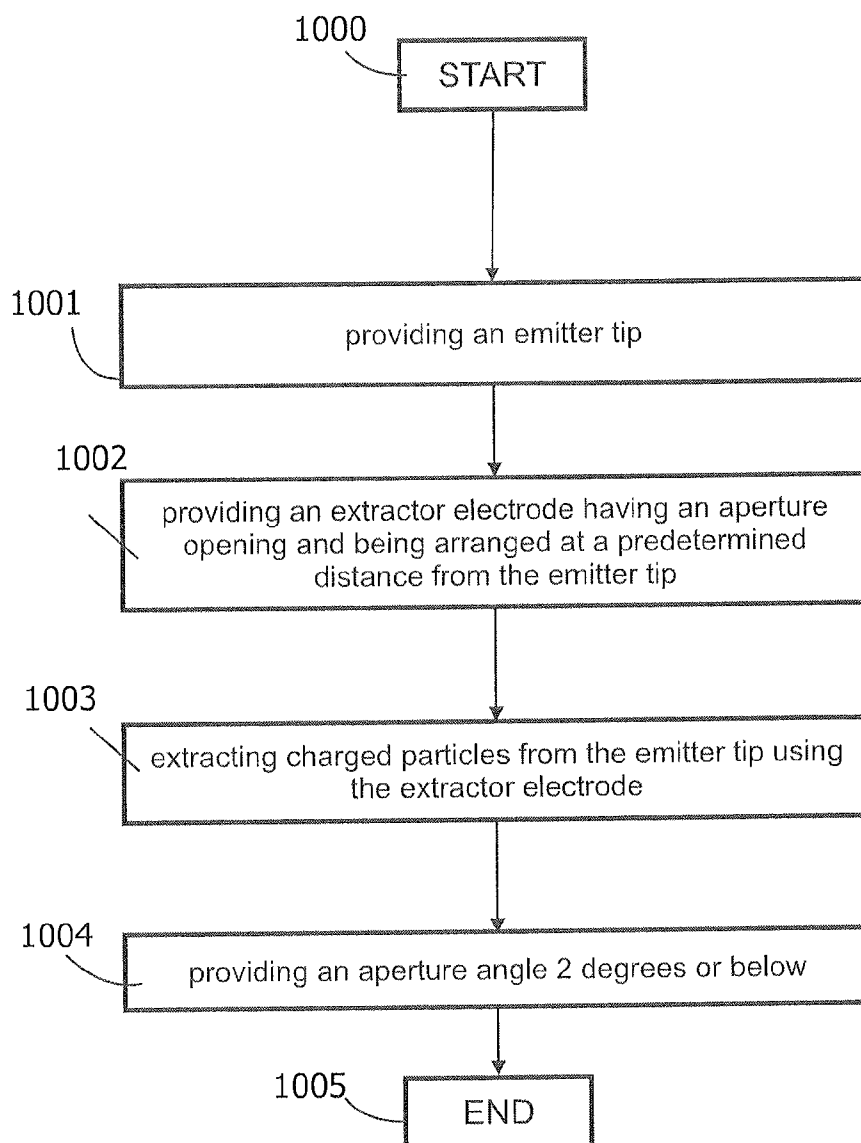 1000
START
1001
providing an emitter tip
1002
providing an extractor electrode having an aperture
opening and being arranged at a predetermined
distance from the emitter tip
1003
extracting charged particles from the emitter tip using
the extractor electrode
1004
providing an aperture angle 2 degrees or below
1005
END